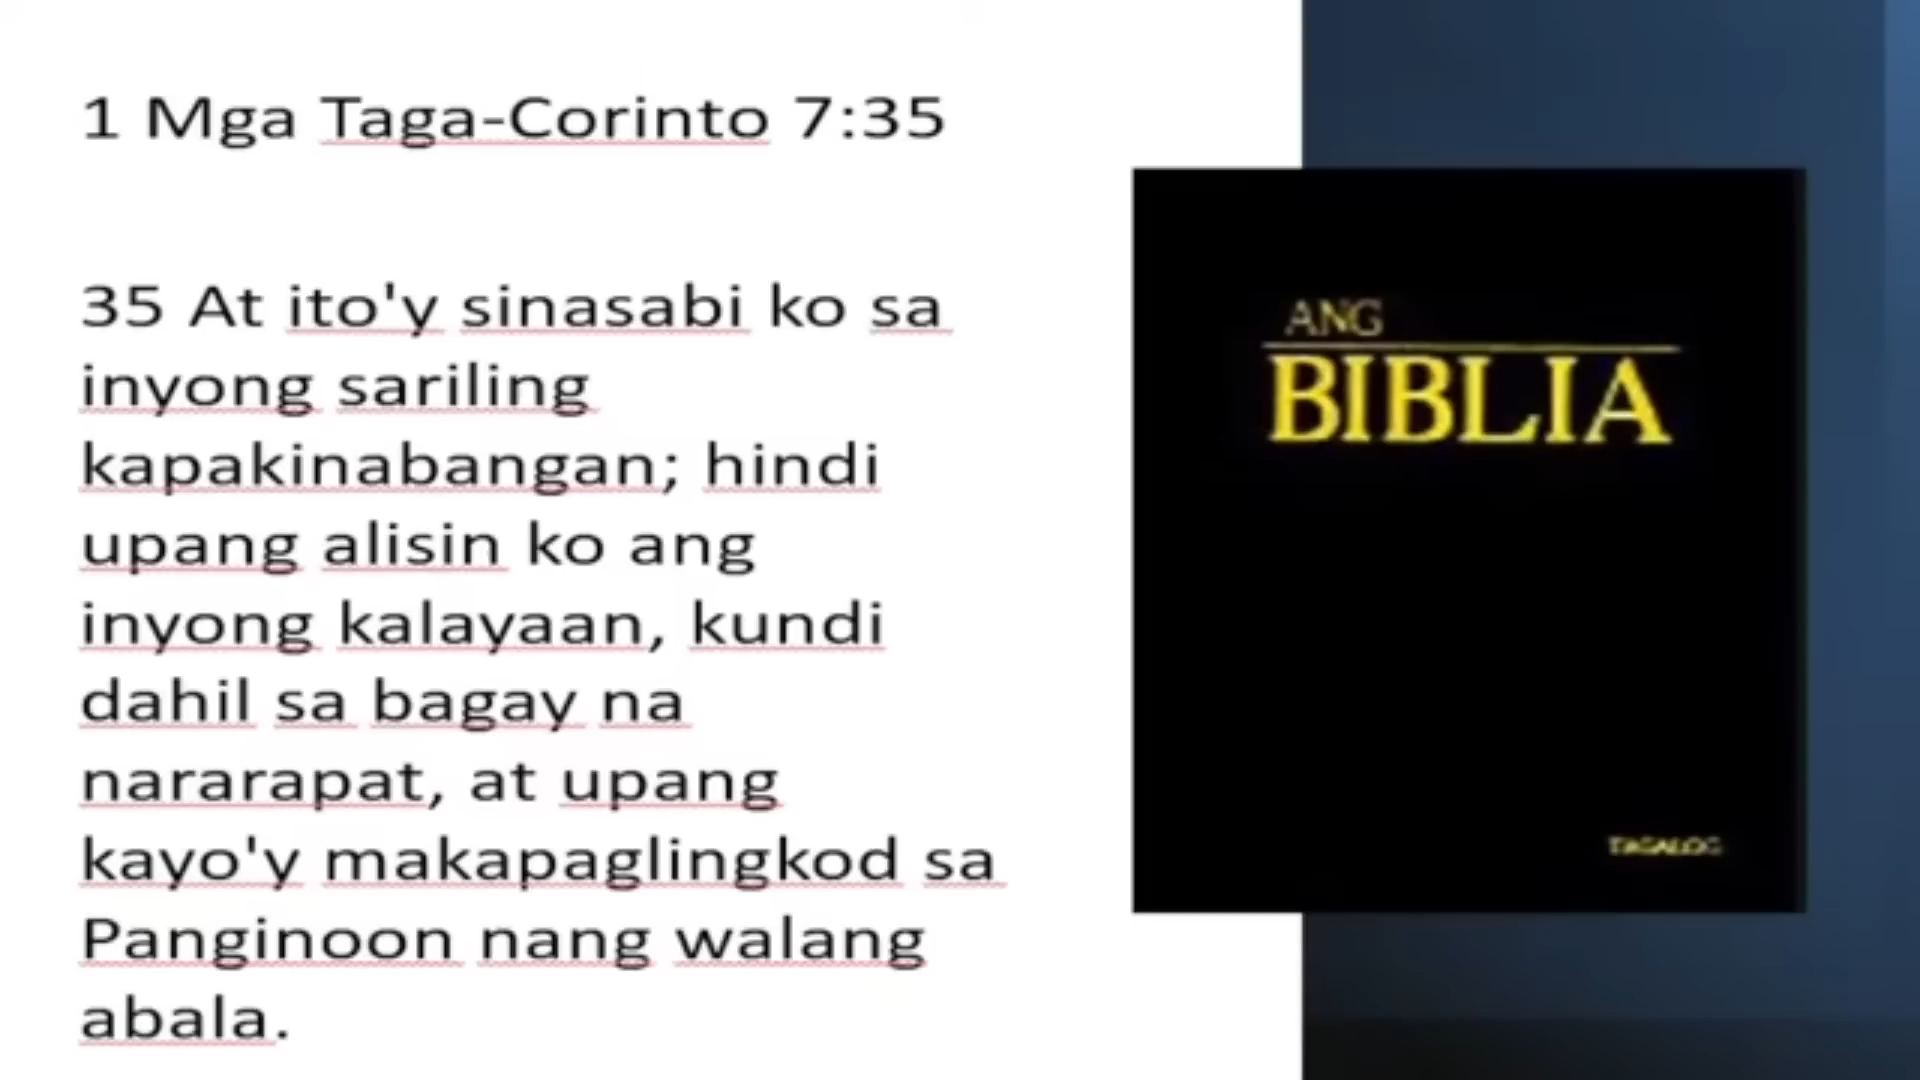 1 Mga Taga-Corinto 7:35
35 At ito'y sinasabi ko sa
inyong sariling
kapakinabangan; hindi
upang alisin ko ang
inyong kalayaan, kundi
dahil sa bagay na
nararapat, at upang
kayo'y makapaglingkod sa
Panginoon nang walang
abala.
ANG
BIBLIA
TAGALOG